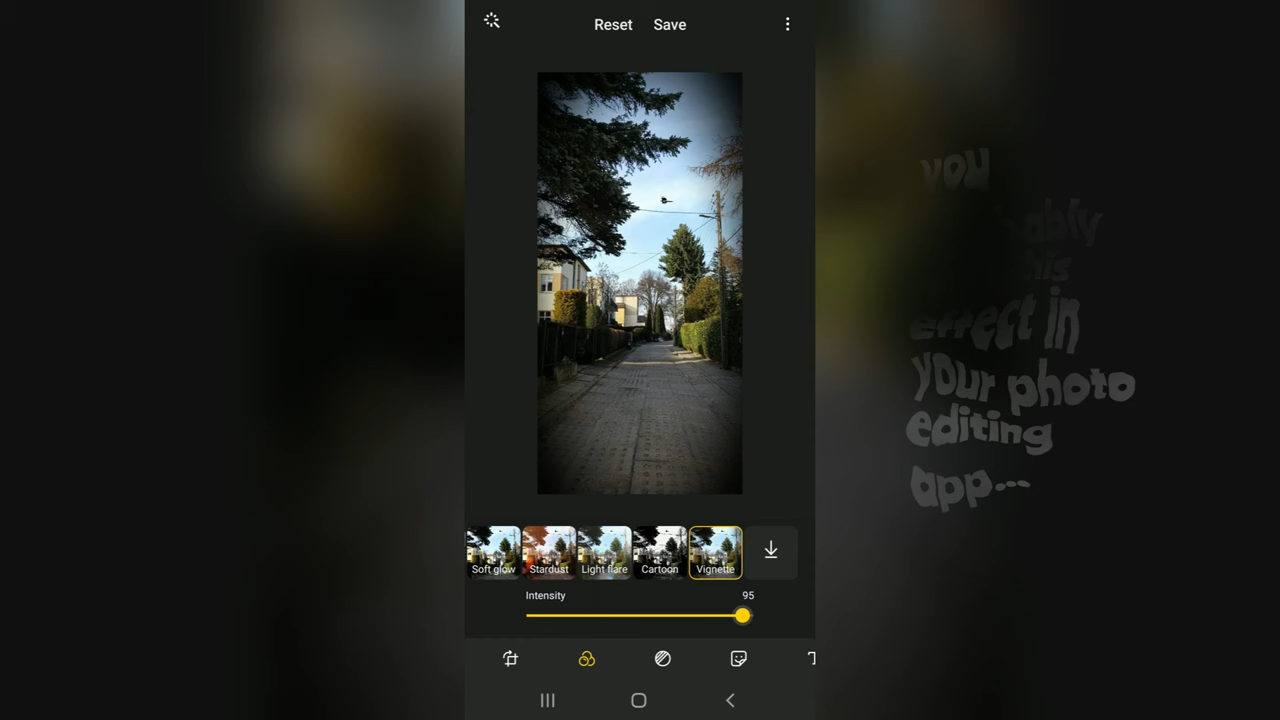 Reset Save
you
effect in
your photo
editing
app...
Soft glow Stardust Light flare Cartoon Vignette
Intensity 95